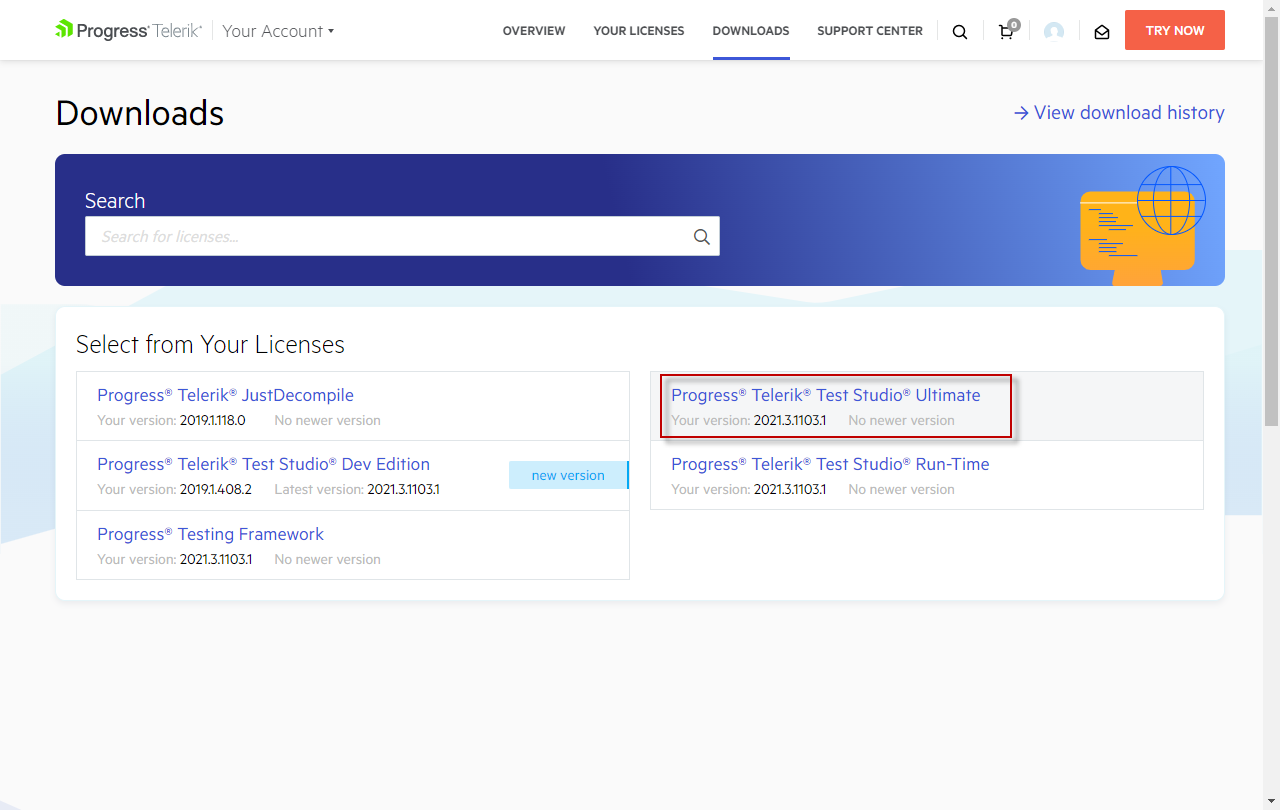 Progress® Telerik® Your Account
OVERVIEW YOUR LICENSES DOWNLOADS SUPPORT CENTER 0 TRY NOW
Downloads
→ View download history
Search
Search for licenses...
Select from Your Licenses
Progress® Telerik® JustDecompile
Your version: 2019.1.118.0 No newer version
Progress® Telerik® Test Studio® Dev Edition
Your version: 2019.1.408.2 Latest version: 2021.3.1103.1
new version
Progress® Testing Framework
Your version: 2021.3.1103.1 No newer version
Progress® Telerik® Test Studio® Ultimate
Your version: 2021.3.1103.1 No newer version
Progress® Telerik® Test Studio® Run-Time
Your version: 2021.3.1103.1 No newer version